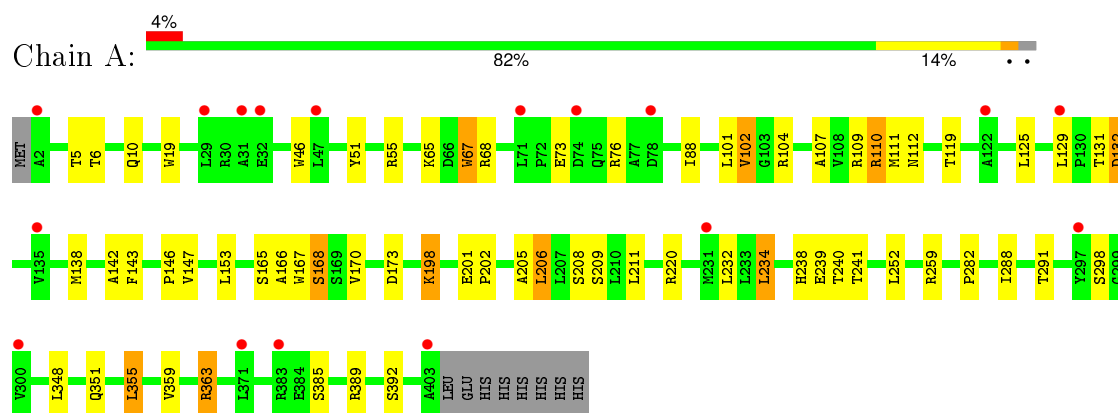 4%
Chain A:
82% 14% • •
MET A2 T5 T6 Q10 W19 L29 R30 A31 E32 W46 L47 Y51 R55 K65 D66 W67 R68 L71 P72 E73 D74 Q75 R76 A77 D78 I88 L101 V102 G103 R104 A107 V108 R109 R110 M111 N112 T119 A122 L125 L129 P130 T131
V135 M138 A142 F143 P146 V147 L153 S165 A166 W167 S168 S169 V170 D173 K198 E201 P202 A205 L206 L207 S208 S209 L210 L211 R220 M231 L232 L233 L234 H238 E239 T240 T241 L252 R259 P282 I288 T291 Y297 S298
V300 L348 Q351 L355 V359 R363 L371 R383 E384 S385 R389 S392 A403 LEU GLU HIS HIS HIS HIS HIS HIS